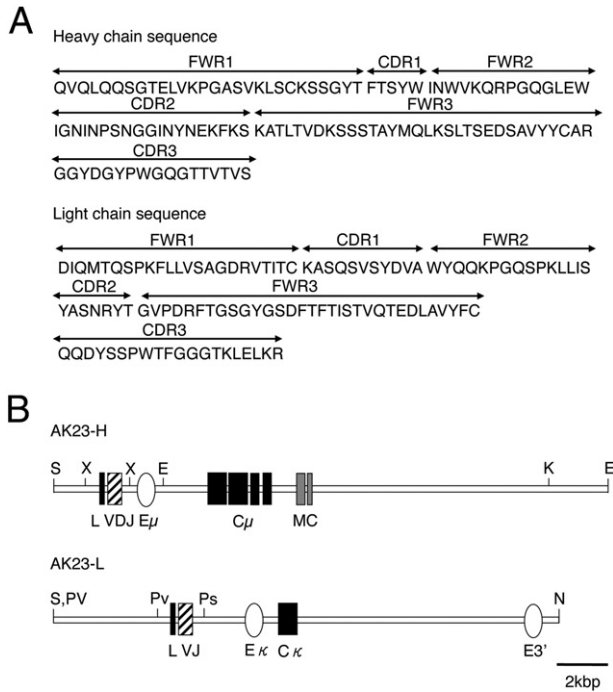 A
Heavy chain sequence
FWR1 CDR1 FWR2
QVQLQQSGTELVKPGASVKLSCKSSGYT FTSYW INWVKQRPGQGLEW
CDR2 FWR3
IGNINPSNGGINYNEKFKS KATLTVDKSSSTAYMQLKSLTSEDSAVYYCAR
CDR3
GGYDGYPWGQGTTVTVS
Light chain sequence
FWR1 CDR1 FWR2
DIQMTQSPKFLLVSAGDRVTITC KASQSVSYDVA WYQQKPGQSPKLLIS
CDR2 FWR3
YASNRYT GVPDRFTGSGYGSDFTFTISTVQTEDLAVYFC
CDR3
QQDYSSPWTFGGGTKLELKR
B
AK23-H
S X X E K E
L VDJ Eμ Cμ MC
AK23-L
S,PV Pv Ps N
L VJ Eκ Cκ E3'
2kbp